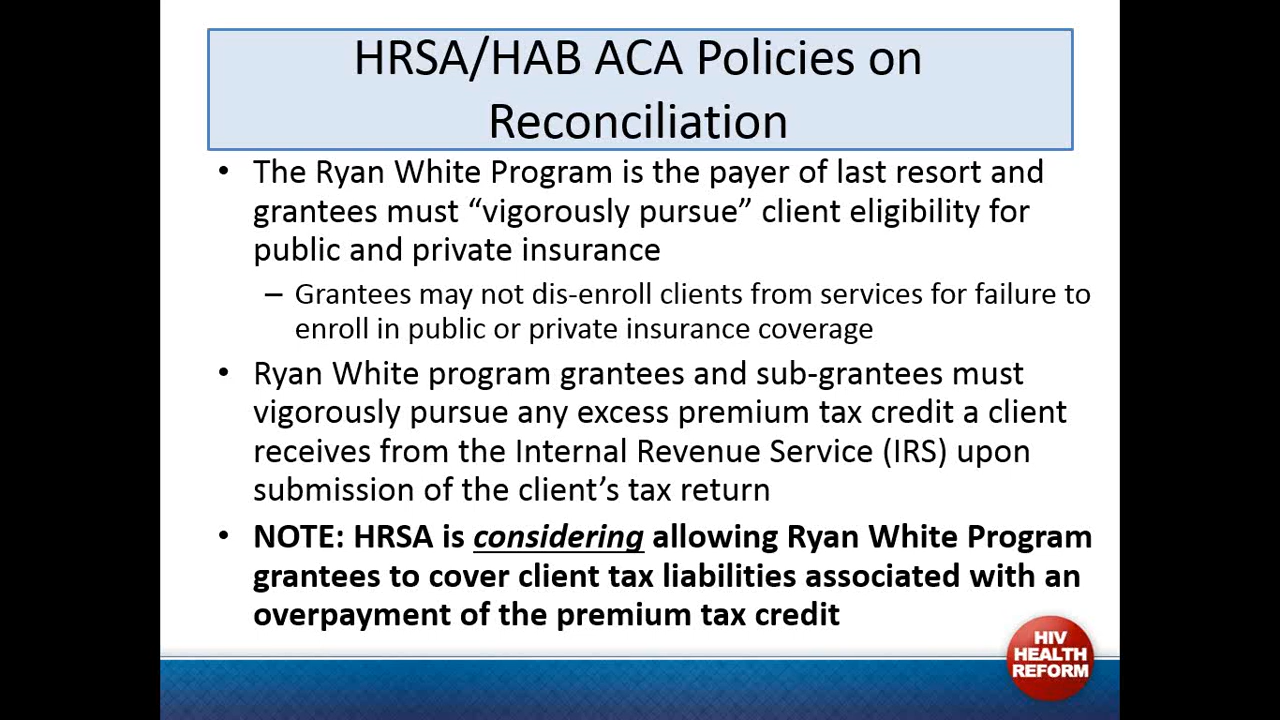 HRSA/HAB ACA Policies on
Reconciliation
• The Ryan White Program is the payer of last resort and
grantees must “vigorously pursue” client eligibility for
public and private insurance
– Grantees may not dis-enroll clients from services for failure to
enroll in public or private insurance coverage
• Ryan White program grantees and sub-grantees must
vigorously pursue any excess premium tax credit a client
receives from the Internal Revenue Service (IRS) upon
submission of the client’s tax return
• NOTE: HRSA is considering allowing Ryan White Program
grantees to cover client tax liabilities associated with an
overpayment of the premium tax credit
HIV
HEALTH
REFORM